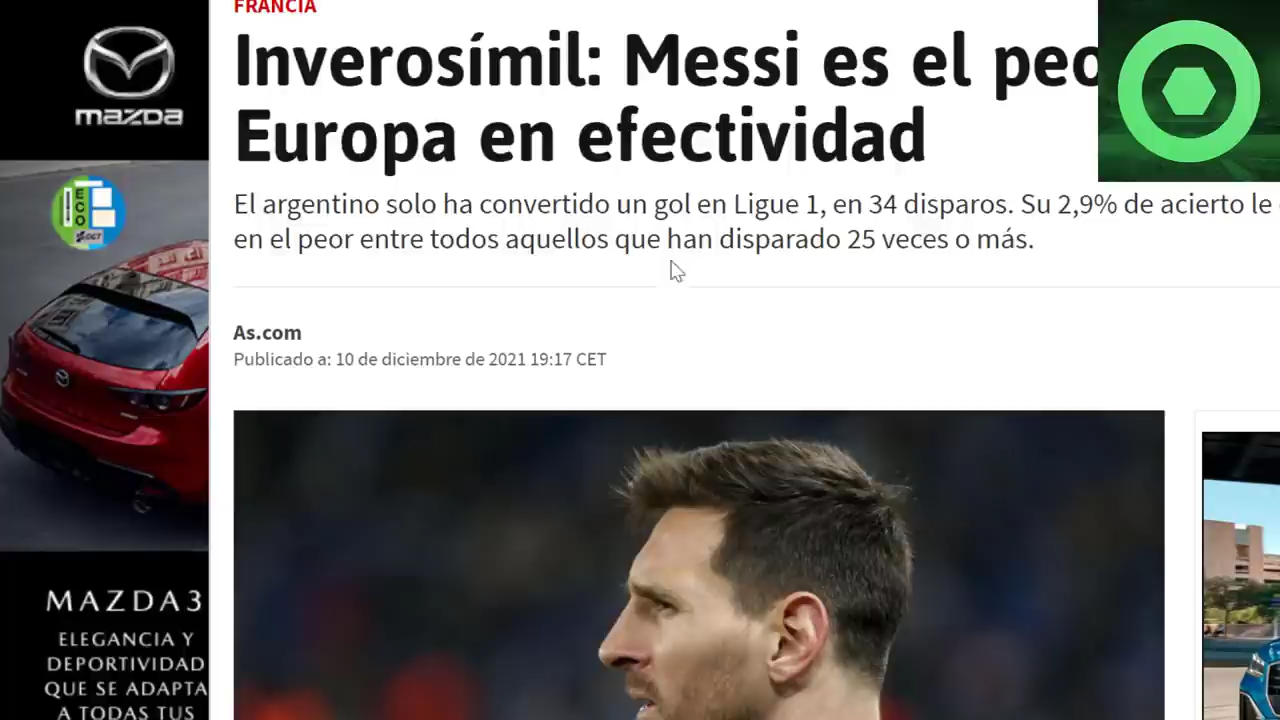 FRANCIA
Inverosímil: Messi es el peo
Europa en efectividad
El argentino solo ha convertido un gol en Ligue 1, en 34 disparos. Su 2,9% de acierto le
en el peor entre todos aquellos que han disparado 25 veces o más.
As.com
Publicado a: 10 de diciembre de 2021 19:17 CET
mazda
ECO
DGT
MAZDA3
ELEGANCIA Y
DEPORTIVIDAD
QUE SE ADAPTA
A TODAS TUS